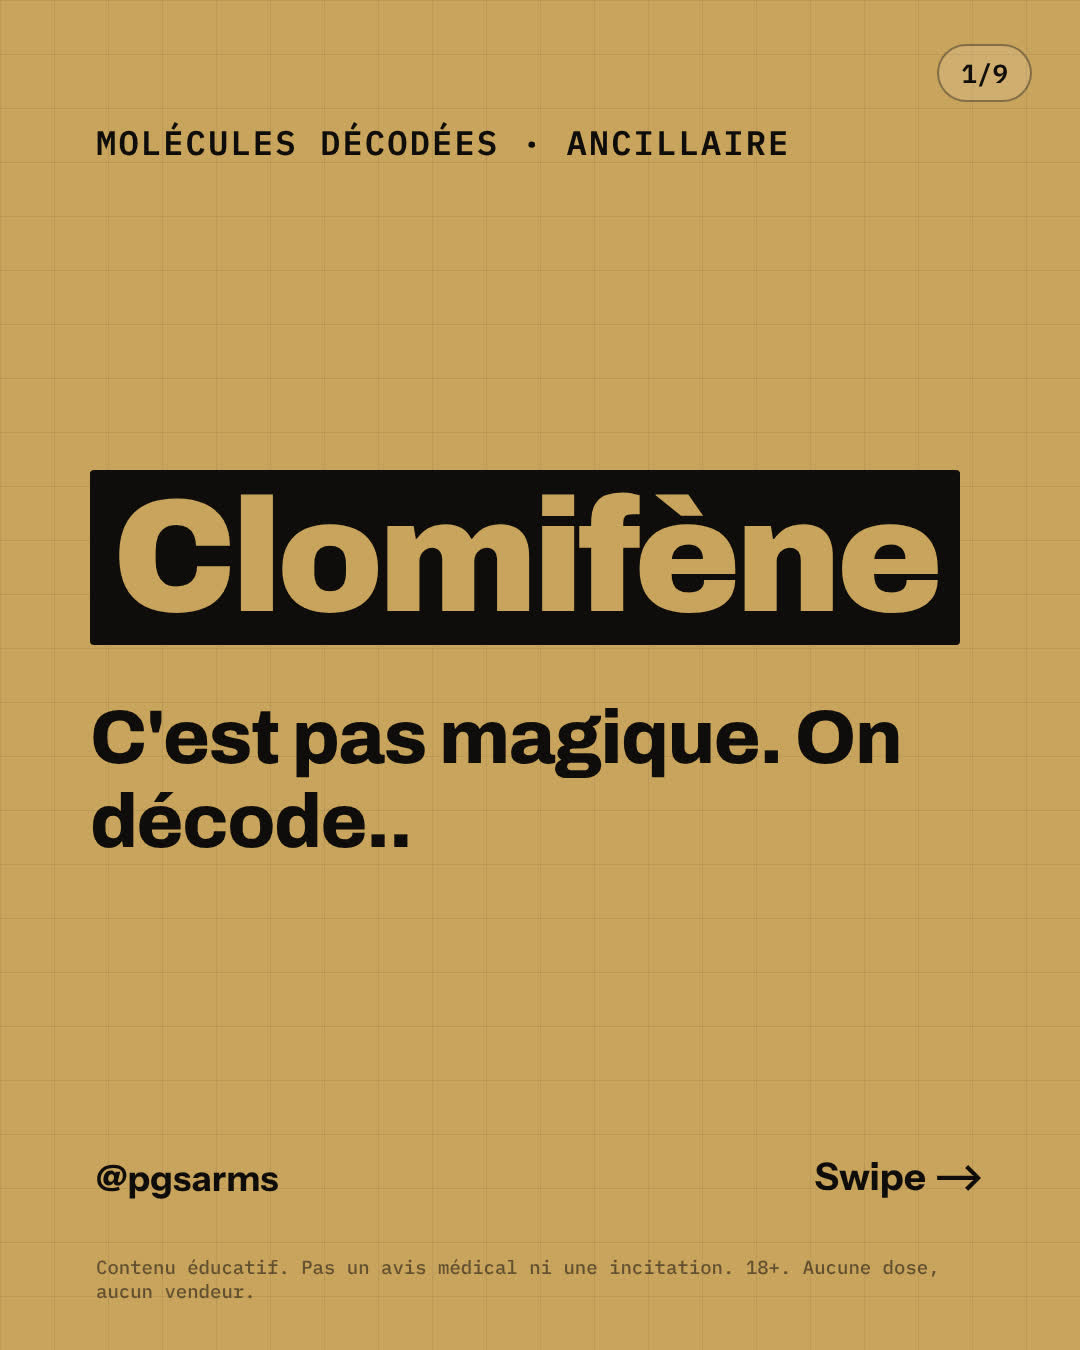 1/9
MOLÉCULES DÉCODÉES · ANCILLAIRE
Clomifène
C'est pas magique. On
décode..
@pgsarms
Swipe →
Contenu éducatif. Pas un avis médical ni une incitation. 18+. Aucune dose,
aucun vendeur.